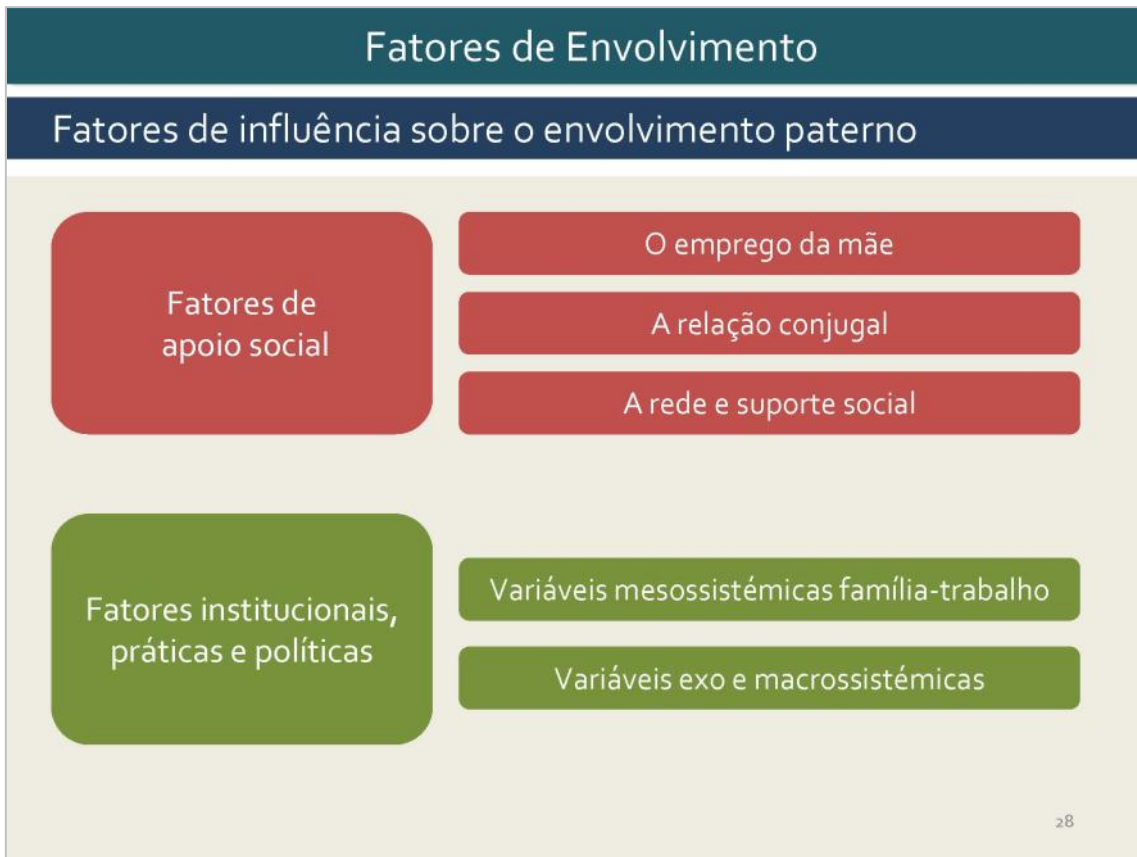 Fatores de Envolvimento
Fatores de influência sobre o envolvimento paterno
Fatores de
apoio social
O emprego da mãe
A relação conjugal
A rede e suporte social
Fatores institucionais,
práticas e políticas
Variáveis mesossistémicas família-trabalho
Variáveis exo e macrossistémicas
28